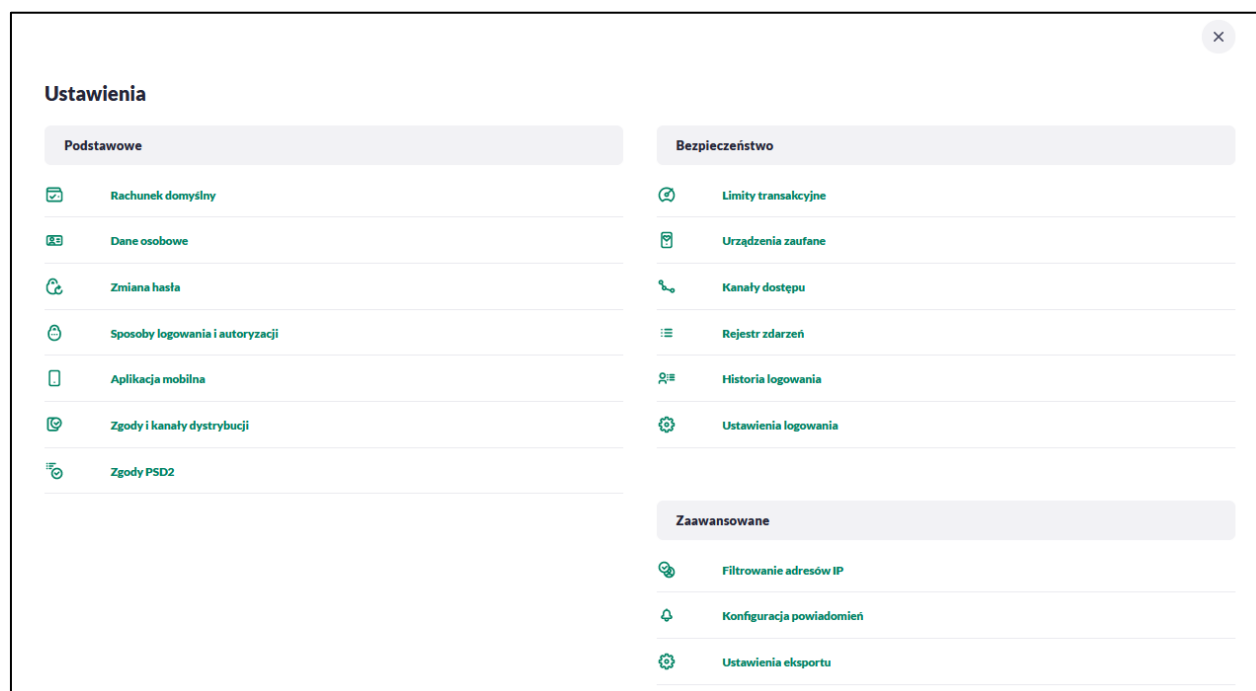 Ustawienia
Podstawowe
Rachunek domyślny
Dane osobowe
Zmiana hasła
Sposoby logowania i autoryzacji
Aplikacja mobilna
Zgody i kanały dystrybucji
Zgody PSD2
Bezpieczeństwo
Limity transakcyjne
Urządzenia zaufane
Kanały dostępu
Rejestr zdarzeń
Historia logowania
Ustawienia logowania
Zaawansowane
Filtrowanie adresów IP
Konfiguracja powiadomień
Ustawienia eksportu